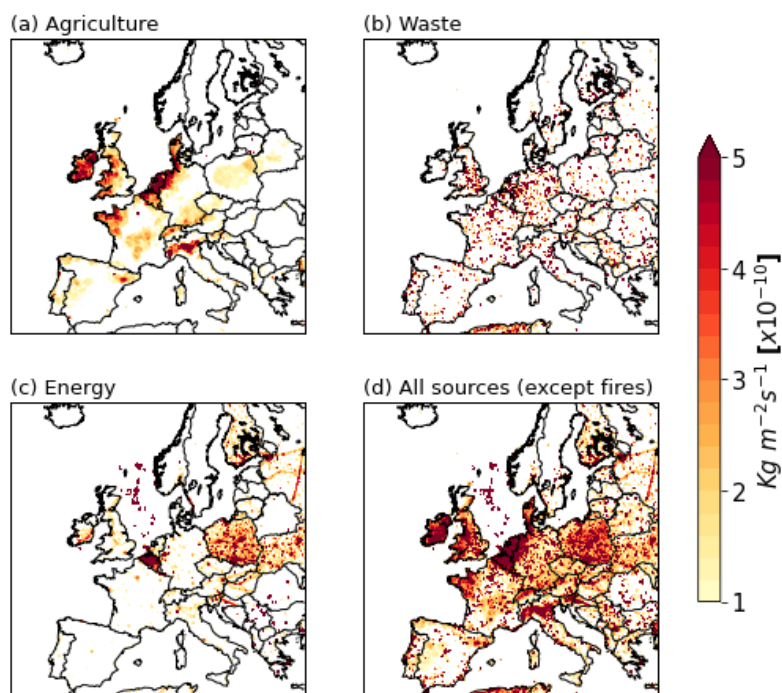 (a) Agriculture
(b) Waste
(c) Energy
(d) All sources (except fires)
5
4
3
2
1
Kg m⁻²s⁻¹ [x10⁻¹⁰]